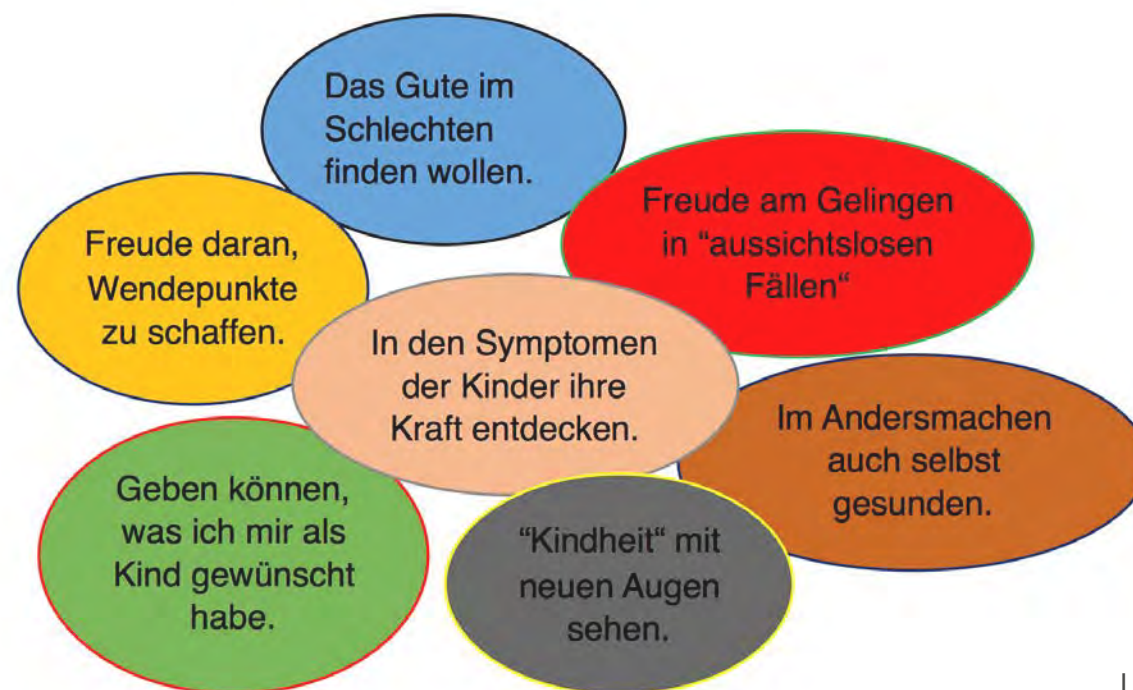 Das Gute im
Schlechten
finden wollen.
Freude am Gelingen
in “aussichtslosen
Fällen“
Freude daran,
Wendepunkte
zu schaffen.
In den Symptomen
der Kinder ihre
Kraft entdecken.
Im Andersmachen
auch selbst
gesunden.
Geben können,
was ich mir als
Kind gewünscht
habe.
“Kindheit“ mit
neuen Augen
sehen.